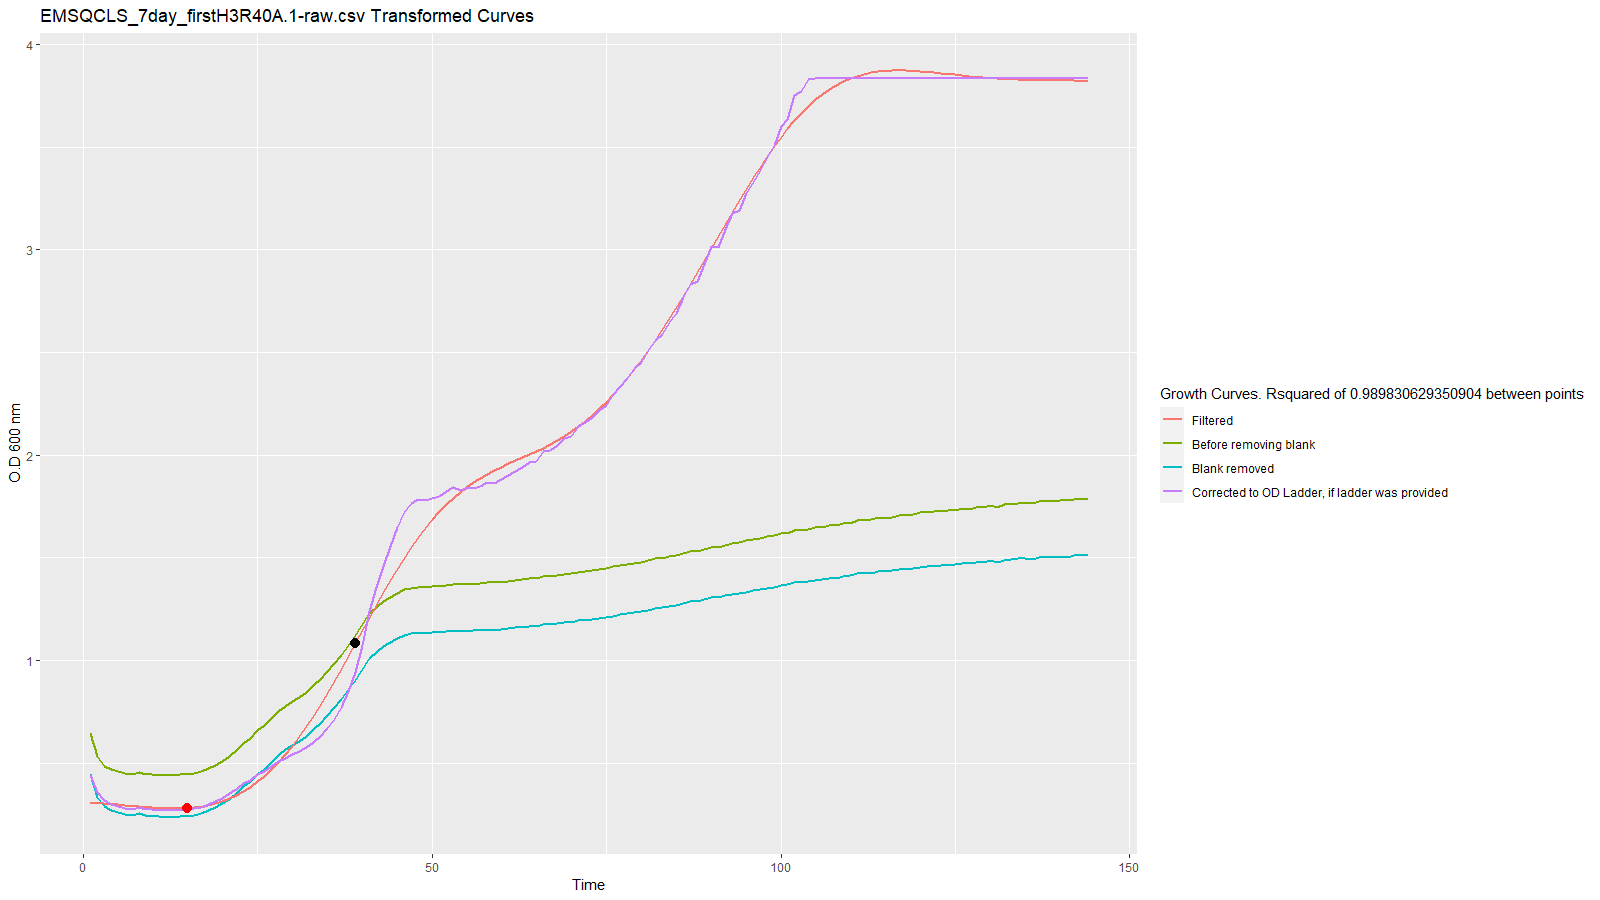 EMSQCLS_7day_firstH3R40A.1-raw.csv Transformed Curves
4
3
2
1
O.D 600 nm
0
50
100
150
Time
Growth Curves. Rsquared of 0.989830629350904 between points
Filtered
Before removing blank
Blank removed
Corrected to OD Ladder, if ladder was provided